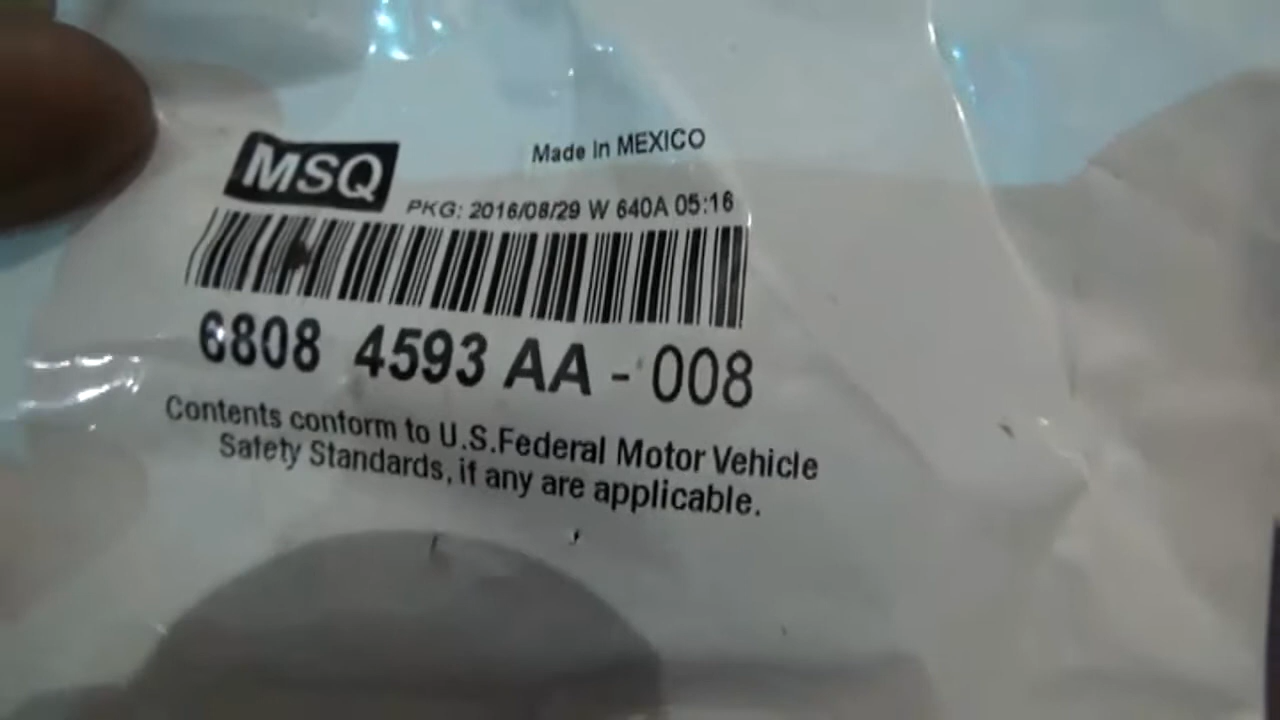 Made in MEXICO
MSQ
PKG: 2016/08/29 W 640A 05:16
6808 4593 AA - 008
Contents conform to U.S.Federal Motor Vehicle
Safety Standards, if any are applicable.